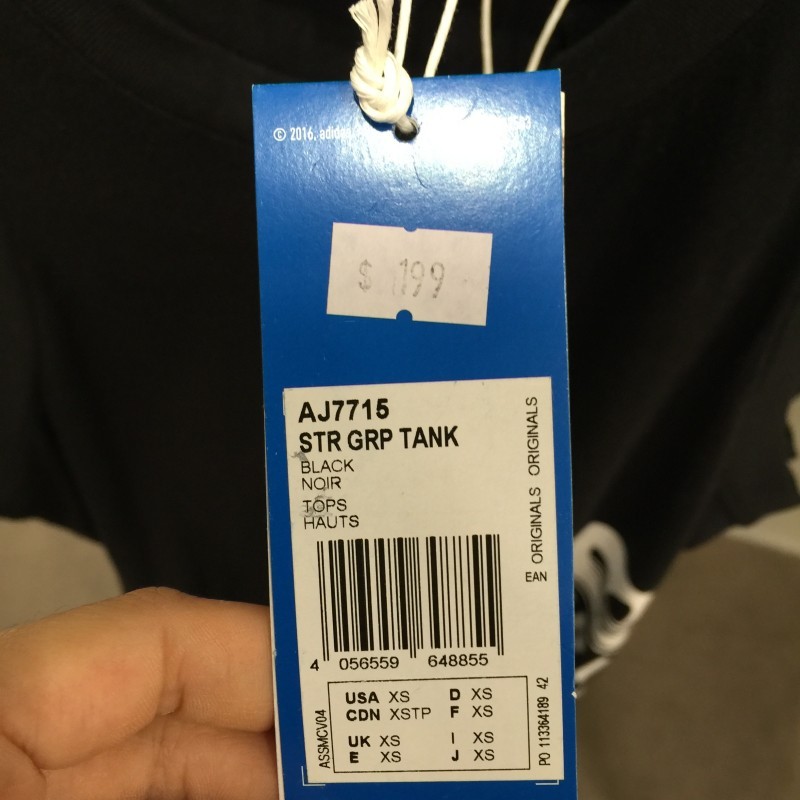 © 2016, adidas
$ 199
AJ7715
STR GRP TANK
BLACK
NOIR
TOPS
HAUTS
ORIGINALS ORIGINALS
EAN
4 056559 648855
USA XS D XS
CDN XSTP F XS
UK XS I XS
E XS J XS
ASSMCV04
PO 113364189 42